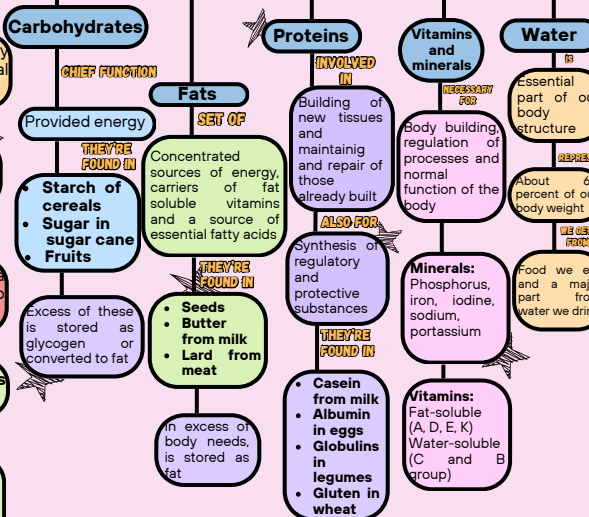 Carbohydrates
CHIEF FUNCTION
Provided energy
THEY'RE
FOUND IN
Starch of
cereals
Sugar in
sugar cane
Fruits
Excess of these
is stored as
glycogen or
converted to fat
Fats
SET OF
Concentrated
sources of energy,
carriers of fat
soluble vitamins
and a source of
essential fatty acids
THEY'RE
FOUND IN
Seeds
Butter
from milk
Lard from
meat
In excess of
body needs,
is stored as
fat
Proteins
INVOLVED
IN
Building of
new tissues
and
maintainig
and repair of
those
already built
ALSO FOR
Synthesis of
regulatory
and
protective
substances
THEY'RE
FOUND IN
Casein
from milk
Albumin
in eggs
Globulins
in
legumes
Gluten in
wheat
Vitamins
and
minerals
NECESSARY
FOR
Body building,
regulation of
processes and
normal
function of the
body
Minerals:
Phosphorus,
iron, iodine,
sodium,
portassium
Vitamins:
Fat-soluble
(A, D, E, K)
Water-soluble
(C and B
group)
Water
IS
Essential
part of
body
structure
About
percent of
body weight
Food we
and a
part
water we